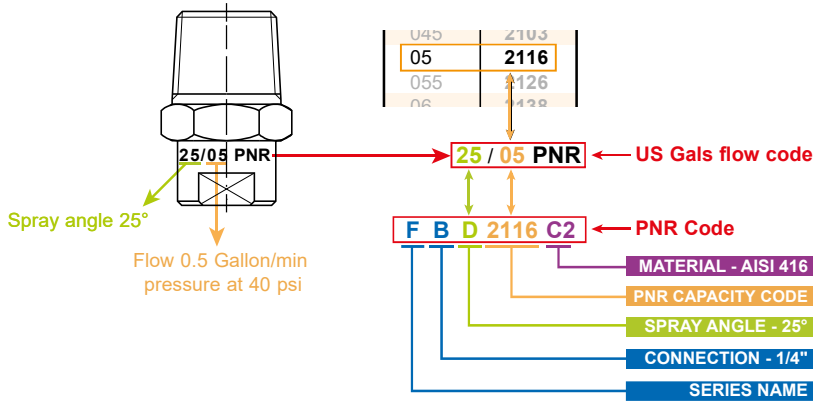 045 2103
05 2116
055 2126
06 2138
25/05 PNR
25 / 05 PNR
US Gals flow code
Spray angle 25°
F B D 2116 C2
PNR Code
Flow 0.5 Gallon/min
pressure at 40 psi
MATERIAL - AISI 416
PNR CAPACITY CODE
SPRAY ANGLE - 25°
CONNECTION - 1/4"
SERIES NAME